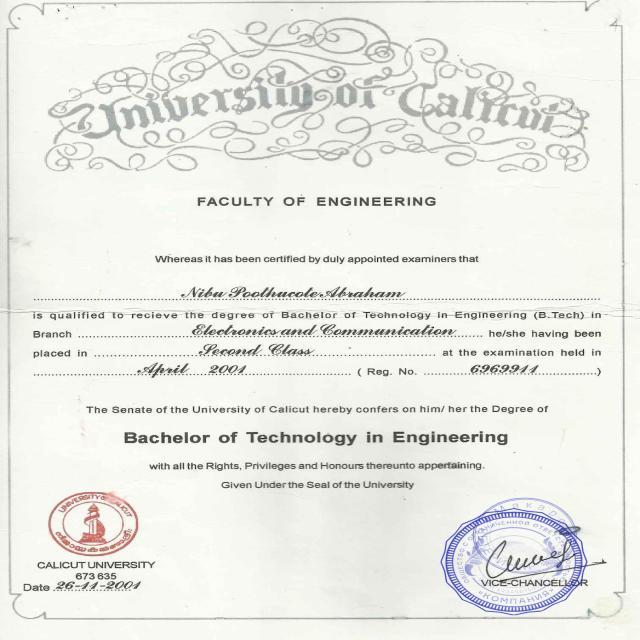 University of Calicut
FACULTY OF ENGINEERING
Whereas it has been certified by duly appointed examiners that
Nibu Poothucote Abraham
is qualified to recieve the degree of Bachelor of Technology in Engineering (B.Tech) in
Branch Electronics and Communication he/she having been
placed in Second Class at the examination held in
April 2001 ( Reg. No. 6969911 )
The Senate of the University of Calicut hereby confers on him/ her the Degree of
Bachelor of Technology in Engineering
with all the Rights, Privileges and Honours thereunto appertaining.
Given Under the Seal of the University
UNIVERSITY OF CALICUT
CALICUT UNIVERSITY
673 635
Date 26-11-2001
«КОМПАНИЯ»
VICE-CHANCELLOR